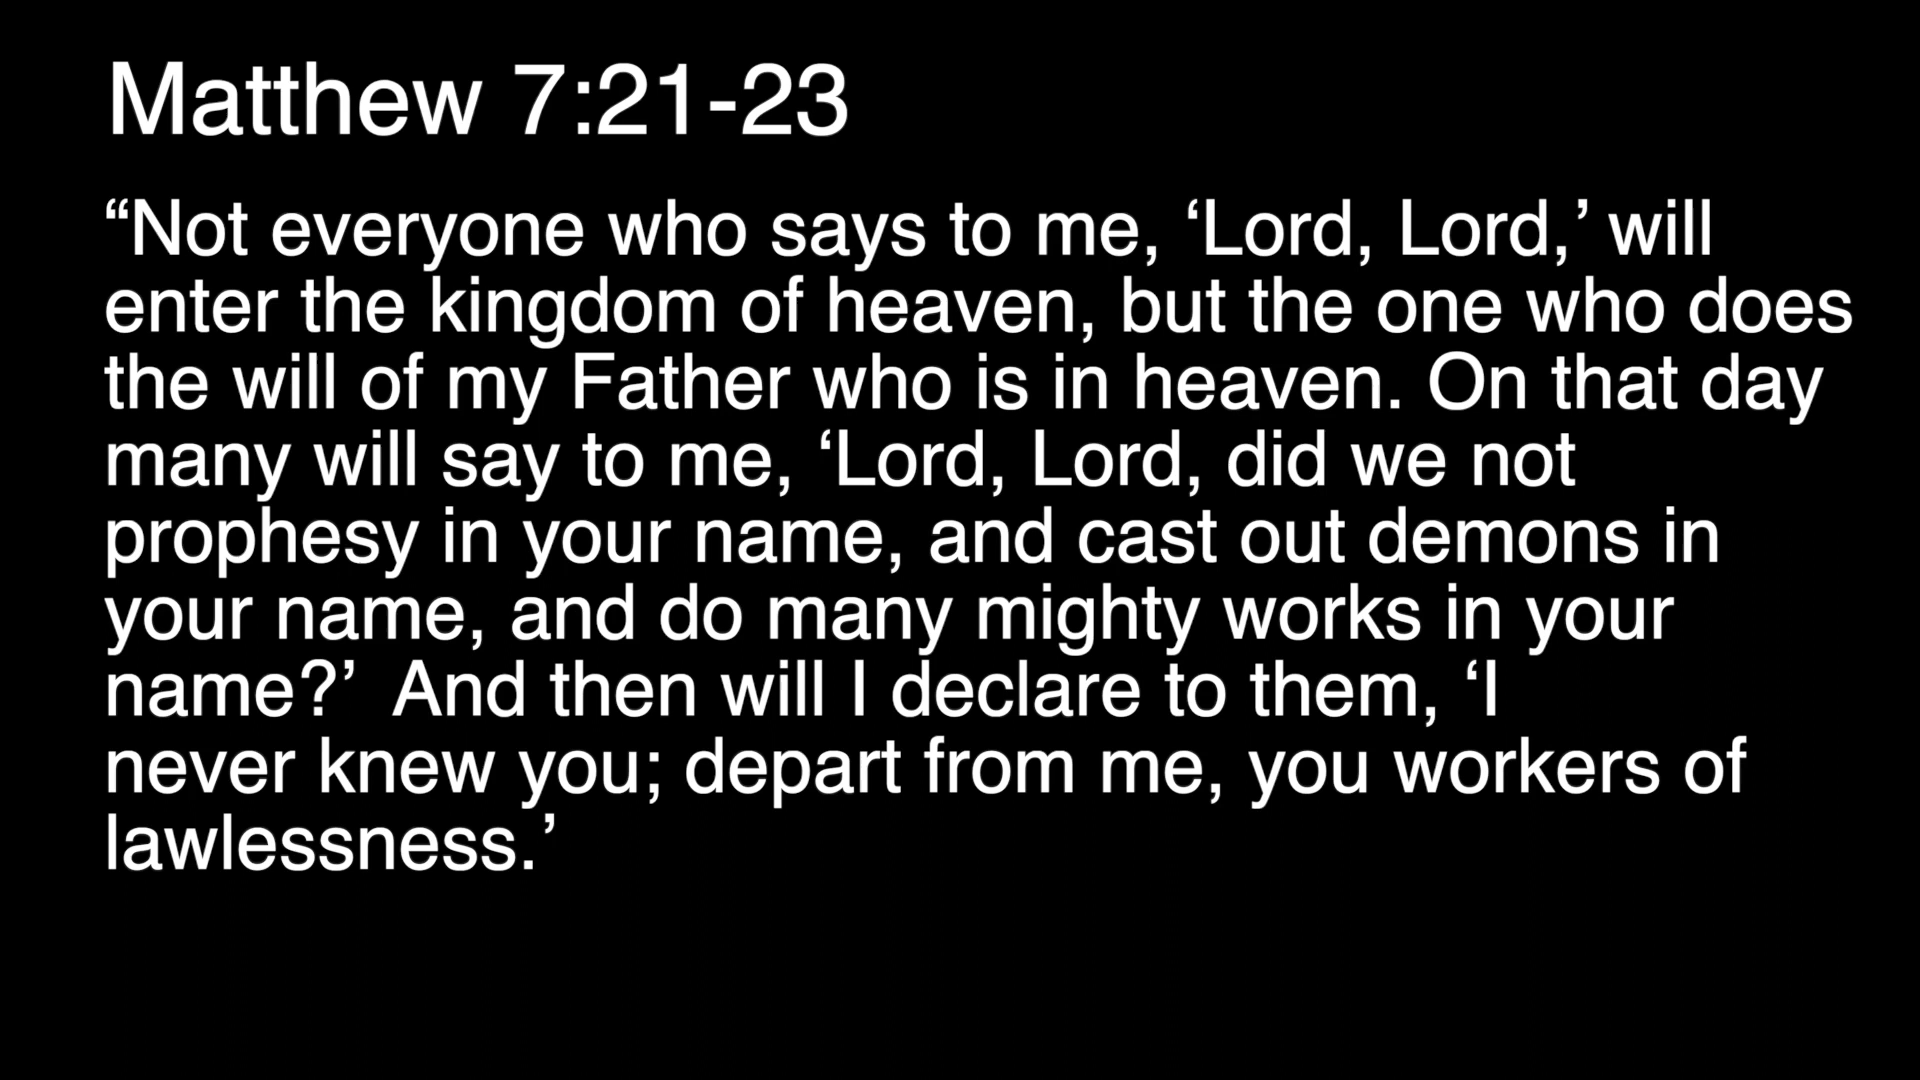 Matthew 7:21-23
“Not everyone who says to me, ‘Lord, Lord,’ will
enter the kingdom of heaven, but the one who does
the will of my Father who is in heaven. On that day
many will say to me, ‘Lord, Lord, did we not
prophesy in your name, and cast out demons in
your name, and do many mighty works in your
name?’  And then will I declare to them, ‘I
never knew you; depart from me, you workers of
lawlessness.’